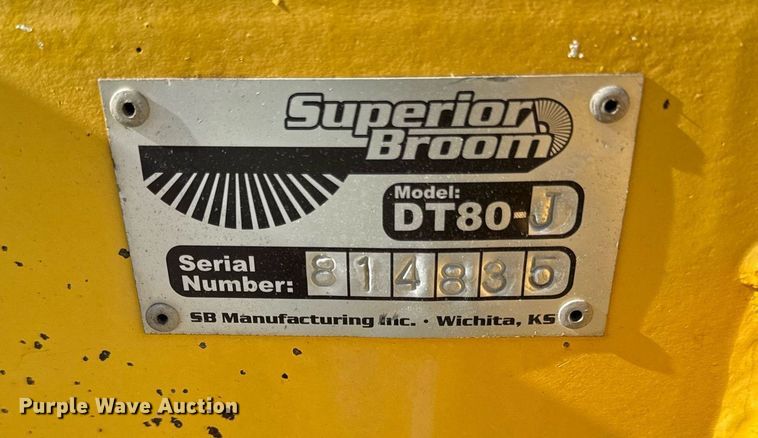 Superior
Broom
Model:
DT80-J
Serial
Number: 814835
SB Manufacturing Inc. • Wichita, KS
Purple Wave Auction